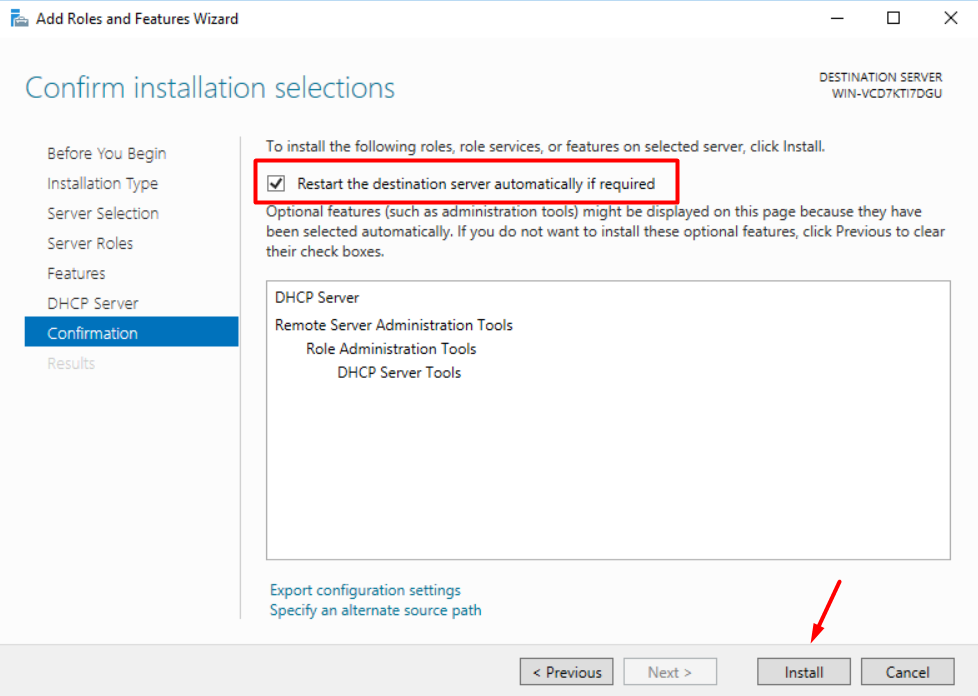 Add Roles and Features Wizard
Confirm installation selections
DESTINATION SERVER
WIN-VCD7KTI7DGU
Before You Begin
Installation Type
Server Selection
Server Roles
Features
DHCP Server
Confirmation
Results
To install the following roles, role services, or features on selected server, click Install.
Restart the destination server automatically if required
Optional features (such as administration tools) might be displayed on this page because they have
been selected automatically. If you do not want to install these optional features, click Previous to clear
their check boxes.
DHCP Server
Remote Server Administration Tools
Role Administration Tools
DHCP Server Tools
Export configuration settings
Specify an alternate source path
< Previous
Next >
Install
Cancel